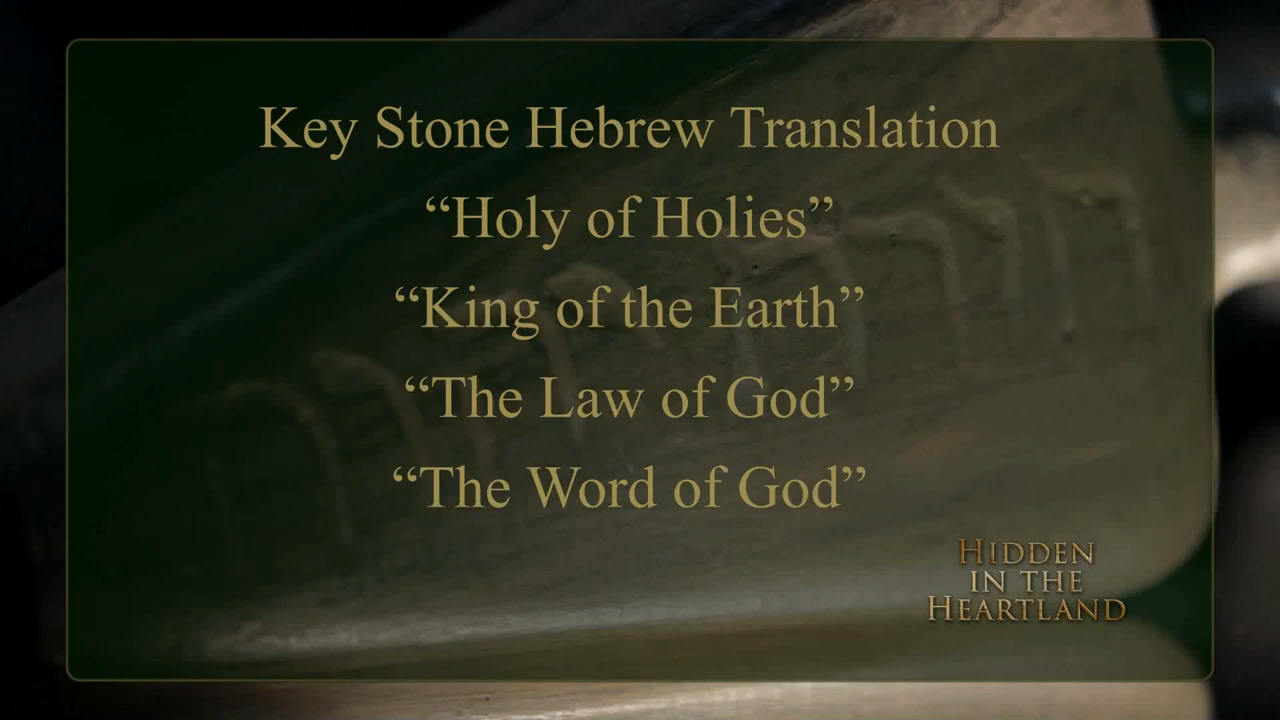 Key Stone Hebrew Translation
“Holy of Holies”
“King of the Earth”
“The Law of God”
“The Word of God”
HIDDEN
IN THE
HEARTLAND